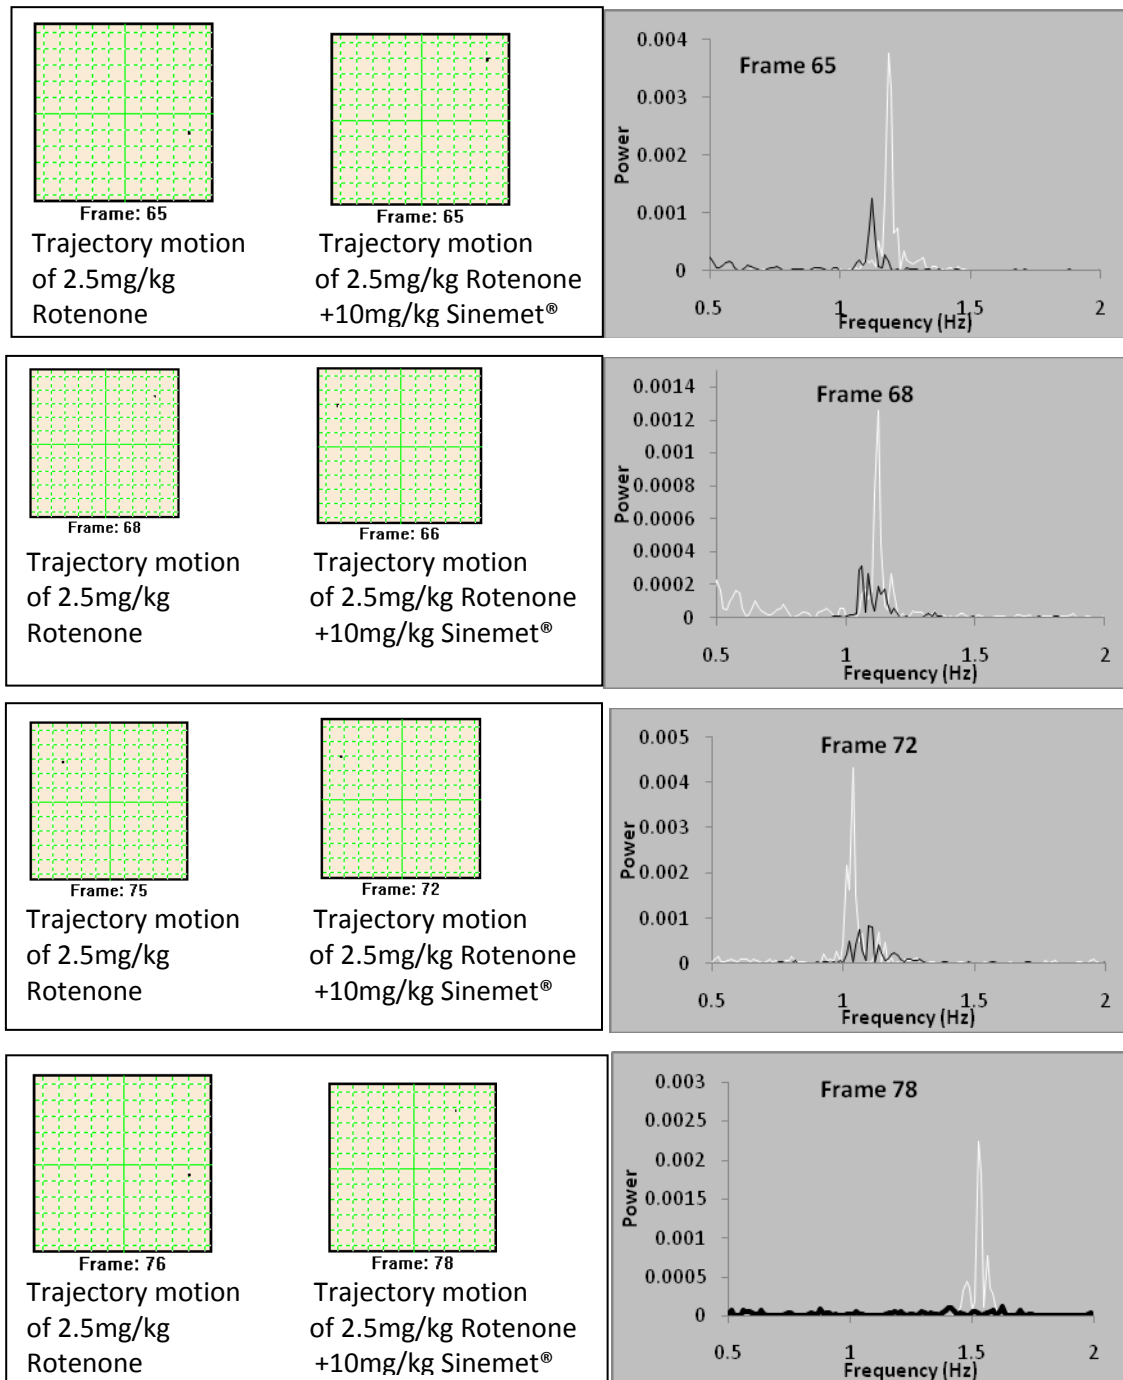 Frame: 65
Trajectory motion
of 2.5mg/kg
Rotenone
Frame: 65
Trajectory motion
of 2.5mg/kg Rotenone
+10mg/kg Sinemet®
Frame 65
Power
0.004
0.003
0.002
0.001
0
0.5
1
1.5
2
Frequency (Hz)
Frame: 68
Trajectory motion
of 2.5mg/kg
Rotenone
Frame: 66
Trajectory motion
of 2.5mg/kg Rotenone
+10mg/kg Sinemet®
Frame 68
Power
0.0014
0.0012
0.001
0.0008
0.0006
0.0004
0.0002
0
0.5
1
1.5
2
Frequency (Hz)
Frame: 75
Trajectory motion
of 2.5mg/kg
Rotenone
Frame: 72
Trajectory motion
of 2.5mg/kg Rotenone
+10mg/kg Sinemet®
Frame 72
Power
0.005
0.004
0.003
0.002
0.001
0
0.5
1
1.5
2
Frequency (Hz)
Frame: 76
Trajectory motion
of 2.5mg/kg
Rotenone
Frame: 78
Trajectory motion
of 2.5mg/kg Rotenone
+10mg/kg Sinemet®
Frame 78
Power
0.003
0.0025
0.002
0.0015
0.001
0.0005
0
0.5
1
1.5
2
Frequency (Hz)